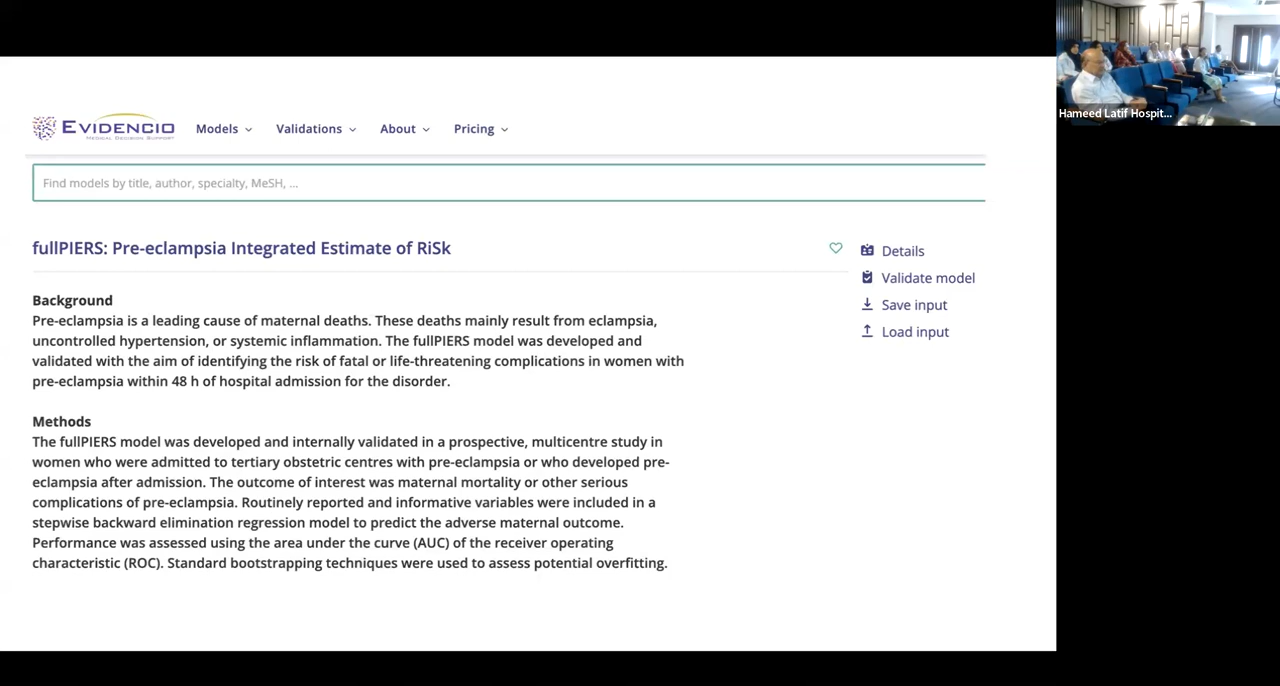 EVIDENCIO
MEDICAL DECISION SUPPORT
Models
Validations
About
Pricing
Find models by title, author, specialty, MeSH, ...
fullPIERS: Pre-eclampsia Integrated Estimate of RiSk
Details
Validate model
Save input
Load input
Background
Pre-eclampsia is a leading cause of maternal deaths. These deaths mainly result from eclampsia,
uncontrolled hypertension, or systemic inflammation. The fullPIERS model was developed and
validated with the aim of identifying the risk of fatal or life-threatening complications in women with
pre-eclampsia within 48 h of hospital admission for the disorder.
Methods
The fullPIERS model was developed and internally validated in a prospective, multicentre study in
women who were admitted to tertiary obstetric centres with pre-eclampsia or who developed pre-
eclampsia after admission. The outcome of interest was maternal mortality or other serious
complications of pre-eclampsia. Routinely reported and informative variables were included in a
stepwise backward elimination regression model to predict the adverse maternal outcome.
Performance was assessed using the area under the curve (AUC) of the receiver operating
characteristic (ROC). Standard bootstrapping techniques were used to assess potential overfitting.
Hameed Latif Hospit...